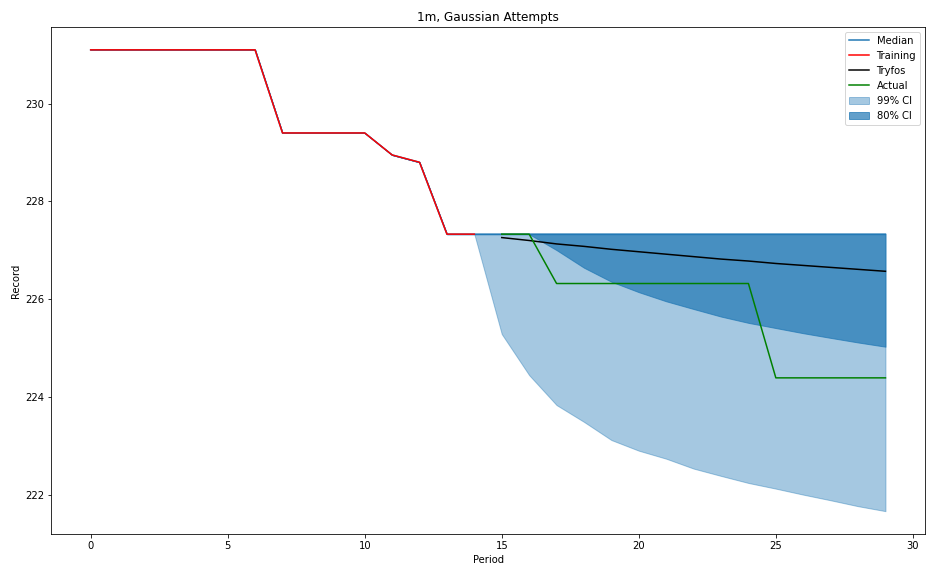 1m, Gaussian Attempts
Median
Training
Tryfos
Actual
99% CI
80% CI
230
228
226
224
222
Record
0 5 10 15 20 25 30
Period